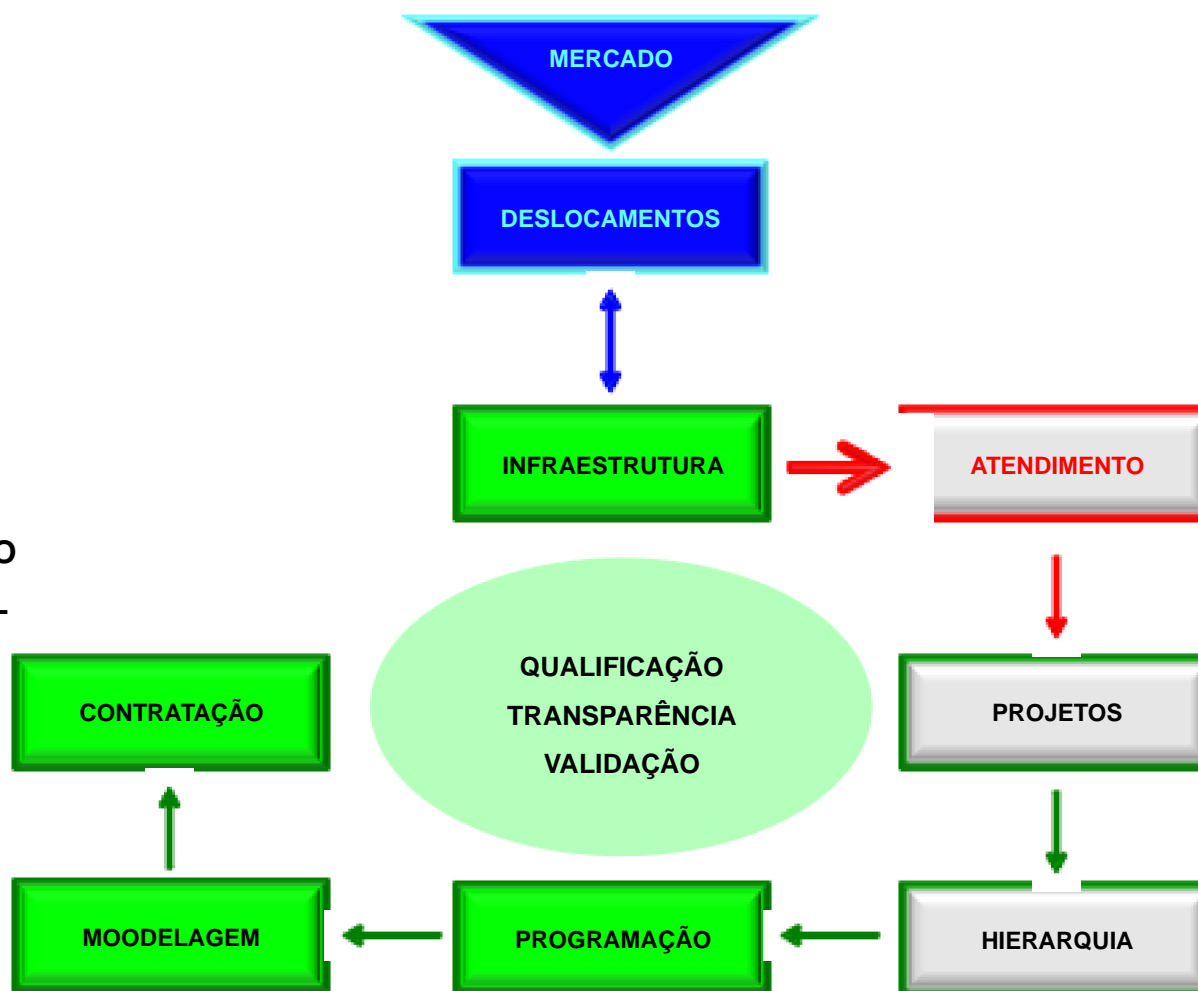 MERCADO
DESLOCAMENTOS
INFRAESTRUTURA
ATENDIMENTO
O
-
QUALIFICAÇÃO
TRANSPARÊNCIA
VALIDAÇÃO
CONTRATAÇÃO
PROJETOS
MOODELAGEM
PROGRAMAÇÃO
HIERARQUIA